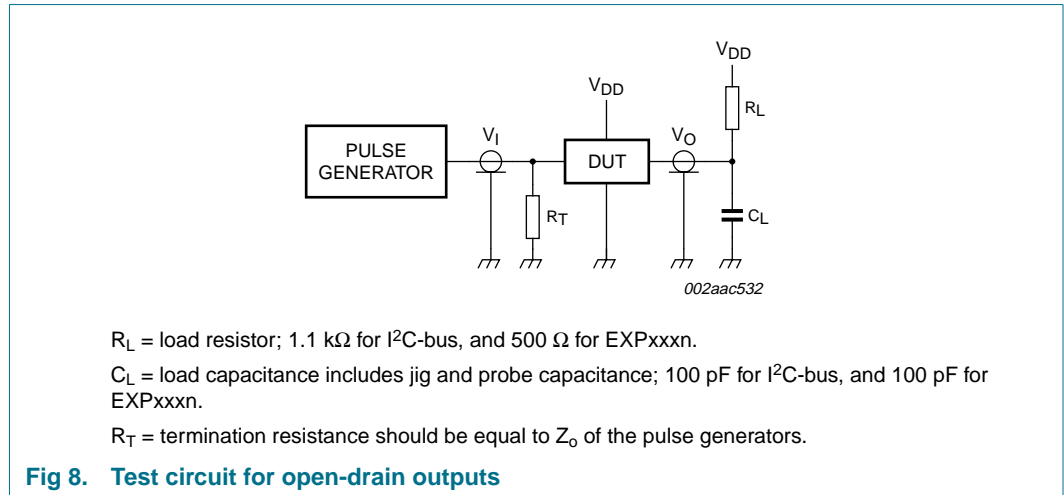 VDD
VDD
RL
VI
VO
PULSE
GENERATOR
DUT
RT
CL
002aac532
RL = load resistor; 1.1 kΩ for I2C-bus, and 500 Ω for EXPxxxn.
CL = load capacitance includes jig and probe capacitance; 100 pF for I2C-bus, and 100 pF for
EXPxxxn.
RT = termination resistance should be equal to Zo of the pulse generators.
Fig 8. Test circuit for open-drain outputs